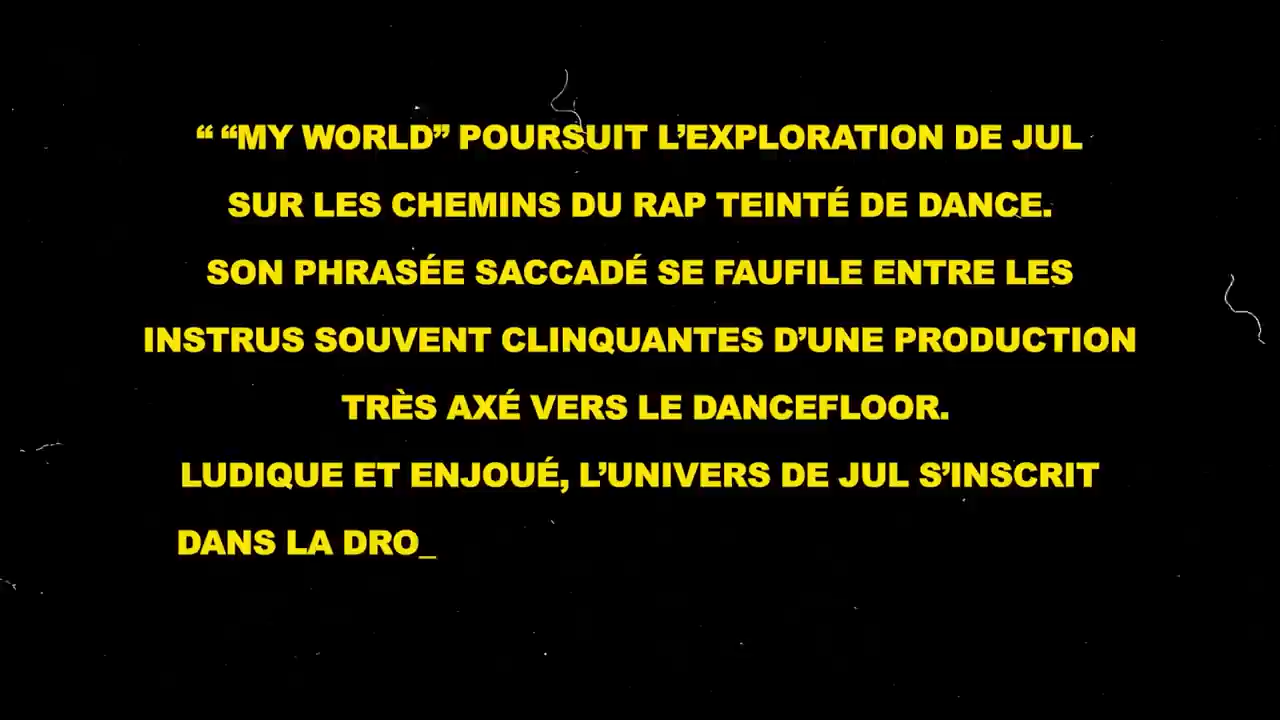 “ “MY WORLD” POURSUIT L’EXPLORATION DE JUL
SUR LES CHEMINS DU RAP TEINTÉ DE DANCE.
SON PHRASÉE SACCADÉ SE FAUFILE ENTRE LES
INSTRUS SOUVENT CLINQUANTES D’UNE PRODUCTION
TRÈS AXÉ VERS LE DANCEFLOOR.
LUDIQUE ET ENJOUÉ, L’UNIVERS DE JUL S’INSCRIT
DANS LA DRO_